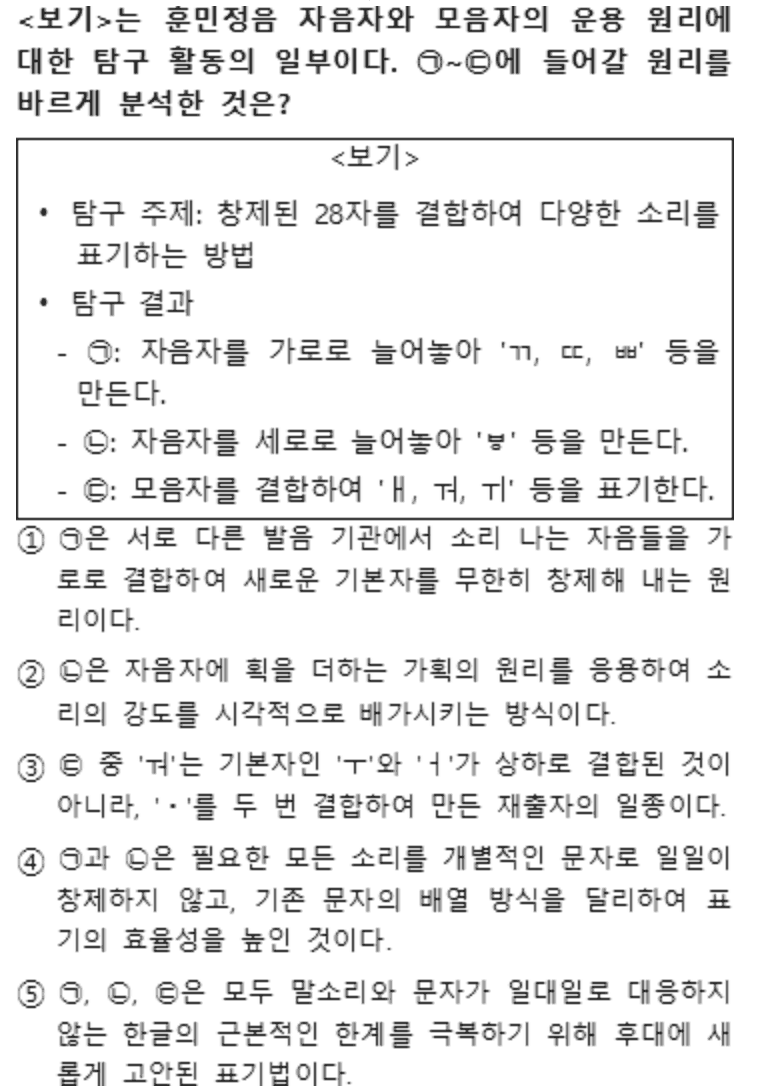 <보기>는 훈민정음 자음자와 모음자의 운용 원리에
대한 탐구 활동의 일부이다. ㉠~㉢에 들어갈 원리를
바르게 분석한 것은?
<보기>
• 탐구 주제: 창제된 28자를 결합하여 다양한 소리를
표기하는 방법
• 탐구 결과
- ㉠: 자음자를 가로로 늘어놓아 'ㄲ, ㄸ, ㅃ' 등을
만든다.
- ㉡: 자음자를 세로로 늘어놓아 'ㅸ' 등을 만든다.
- ㉢: 모음자를 결합하여 'ㅐ, ㅝ, ㅟ' 등을 표기한다.
① ㉠은 서로 다른 발음 기관에서 소리 나는 자음들을 가
로로 결합하여 새로운 기본자를 무한히 창제해 내는 원
리이다.
② ㉡은 자음자에 획을 더하는 가획의 원리를 응용하여 소
리의 강도를 시각적으로 배가시키는 방식이다.
③ ㉢ 중 'ㅝ'는 기본자인 'ㅜ'와 'ㅓ'가 상하로 결합된 것이
아니라, 'ㆍ'를 두 번 결합하여 만든 재출자의 일종이다.
④ ㉠과 ㉡은 필요한 모든 소리를 개별적인 문자로 일일이
창제하지 않고, 기존 문자의 배열 방식을 달리하여 표
기의 효율성을 높인 것이다.
⑤ ㉠, ㉡, ㉢은 모두 말소리와 문자가 일대일로 대응하지
않는 한글의 근본적인 한계를 극복하기 위해 후대에 새
롭게 고안된 표기법이다.